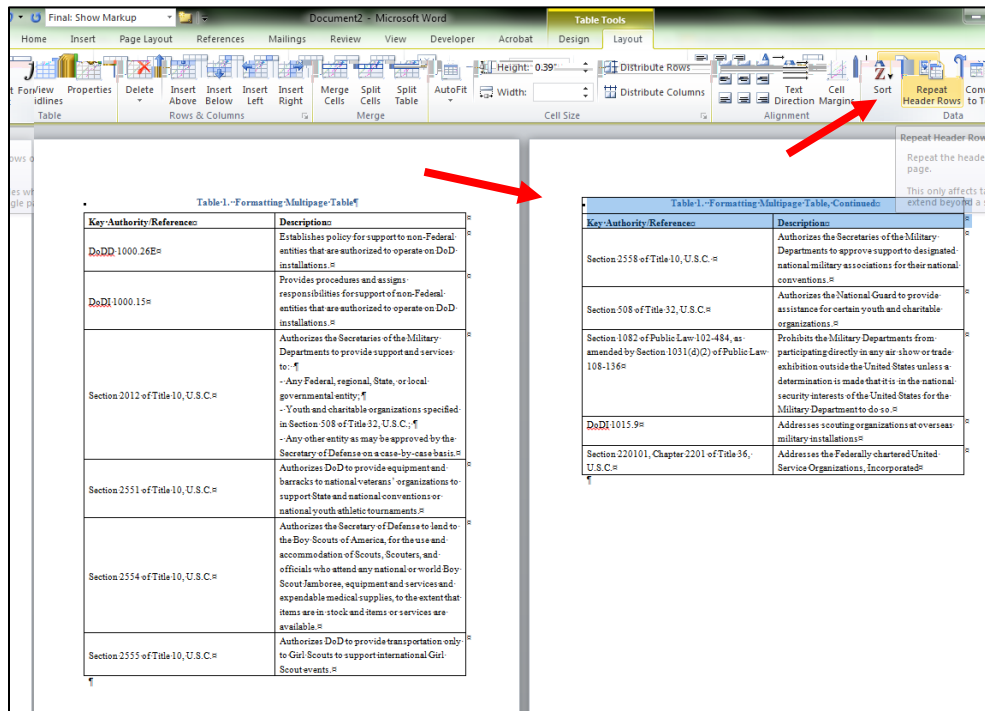 Final: Show Markup
Document2 - Microsoft Word
Table Tools
Home Insert Page Layout References Mailings Review View Developer Acrobat Design Layout
Properties Delete Insert Above Insert Below Insert Left Insert Right Merge Cells Split Cells Split Table AutoFit Height: 0.39" Width: Distribute Rows Distribute Columns Text Direction Cell Margins Sort Repeat Header Rows
Table Rows & Columns Merge Cell Size Alignment Data
Repeat Header Row
Repeat the heade
page.
This only affects ta
extend beyond a s
Table 1. Formatting Multipage Table
Key Authority/Reference Description
DoDD 1000.26E
Establishes policy for support to non-Federal
entities that are authorized to operate on DoD
installations.
DoDI 1000.15
Provides procedures and assigns
responsibilities for support of non-Federal
entities that are authorized to operate on DoD
installations.
Section 2012 of Title 10, U.S.C.
Authorizes the Secretaries of the Military
Departments to provide support and services
to:
- Any Federal, regional, State, or local
governmental entity;
- Youth and charitable organizations specified
in Section 508 of Title 32, U.S.C.;
- Any other entity as may be approved by the
Secretary of Defense on a case-by-case basis.
Section 2551 of Title 10, U.S.C.
Authorizes DoD to provide equipment and
barracks to national veterans' organizations to
support State and national conventions or
national youth athletic tournaments.
Section 2554 of Title 10, U.S.C.
Authorizes the Secretary of Defense to lend to
the Boy Scouts of America, for the use and
accommodation of Scouts, Scouters, and
officials who attend any national or world Boy
Scout Jamboree, equipment and services and
expendable medical supplies, to the extent that
items are in stock and items or services are
available.
Section 2555 of Title 10, U.S.C.
Authorizes DoD to provide transportation only
to Girl Scouts to support international Girl
Scout events.
Table 1. Formatting Multipage Table, Continued
Key Authority/Reference Description
Section 2558 of Title 10, U.S.C.
Authorizes the Secretaries of the Military
Departments to approve support to designated
national military associations for their national
conventions.
Section 508 of Title 32, U.S.C.
Authorizes the National Guard to provide
assistance for certain youth and charitable
organizations.
Section 1082 of Public Law 102-484, as
amended by Section 1031(d)(2) of Public Law
108-136
Prohibits the Military Departments from
participating directly in any air show or trade
exhibition outside the United States unless a
determination is made that it is in the national
security interests of the United States for the
Military Department to do so.
DoDI 1015.9
Addresses scouting organizations at overseas
military installations
Section 220101, Chapter 2201 of Title 36,
U.S.C.
Addresses the Federally chartered United
Service Organizations, Incorporated